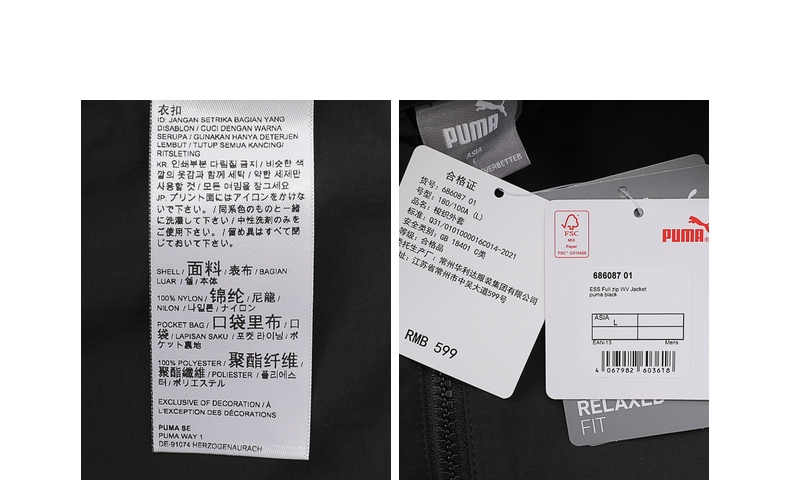 衣扣
ID: JANGAN SETRIKA BAGIAN YANG
DISABLON / CUCI DENGAN WARNA
SERUPA / GUNAKAN HANYA DETERJEN
LEMBUT / TUTUP SEMUA KANCING/
RITSLETING
KR: 인쇄부분 다림질 금지 / 비슷한 색
깔의 옷감과 함께 세탁 / 약한 세제만
사용할 것 / 모든 여밈을 잠그세요
JP: プリント面にはアイロンをかけな
いで下さい。 / 同系色のものと一緒
に洗濯して下さい / 中性洗剤のみを
ご使用下さい。 / 留め具はすべて閉
じておいて下さい。
SHELL / 面料 / 表布 / BAGIAN
LUAR / 겉 / 本体
100% NYLON / 锦纶 / 尼龍 /
NILON / 나일론 / ナイロン
POCKET BAG / 口袋里布 / 口
袋 / LAPISAN SAKU / 포켓 라이닝 / ポ
ケット裏地
100% POLYESTER / 聚酯纤维 /
聚酯纖維 / POLIESTER / 폴리에스
터 / ポリエステル
EXCLUSIVE OF DECORATION / À
L'EXCEPTION DES DÉCORATIONS
PUMA SE
PUMA WAY 1
DE-91074 HERZOGENAURACH
PUMA
ASIA
L
FOREVERBETTER
合格证
货号: 686087 01
号型: 180/100A (L)
品名: 梭织外套
标准: Q31/0101000016C014-2021
安全类别: GB 18401 C类
等级: 合格品
委托生产厂: 常州华利达服装集团有限公司
地址: 江苏省常州市中吴大道599号
RMB 599
FSC
MIX
Paper
FSC® C015429
PUMA®
686087 01
ESS Full zip WV Jacket
puma black
ASIA
L
EAN-13 Mens
4 067982 603618
RELAXED
FIT